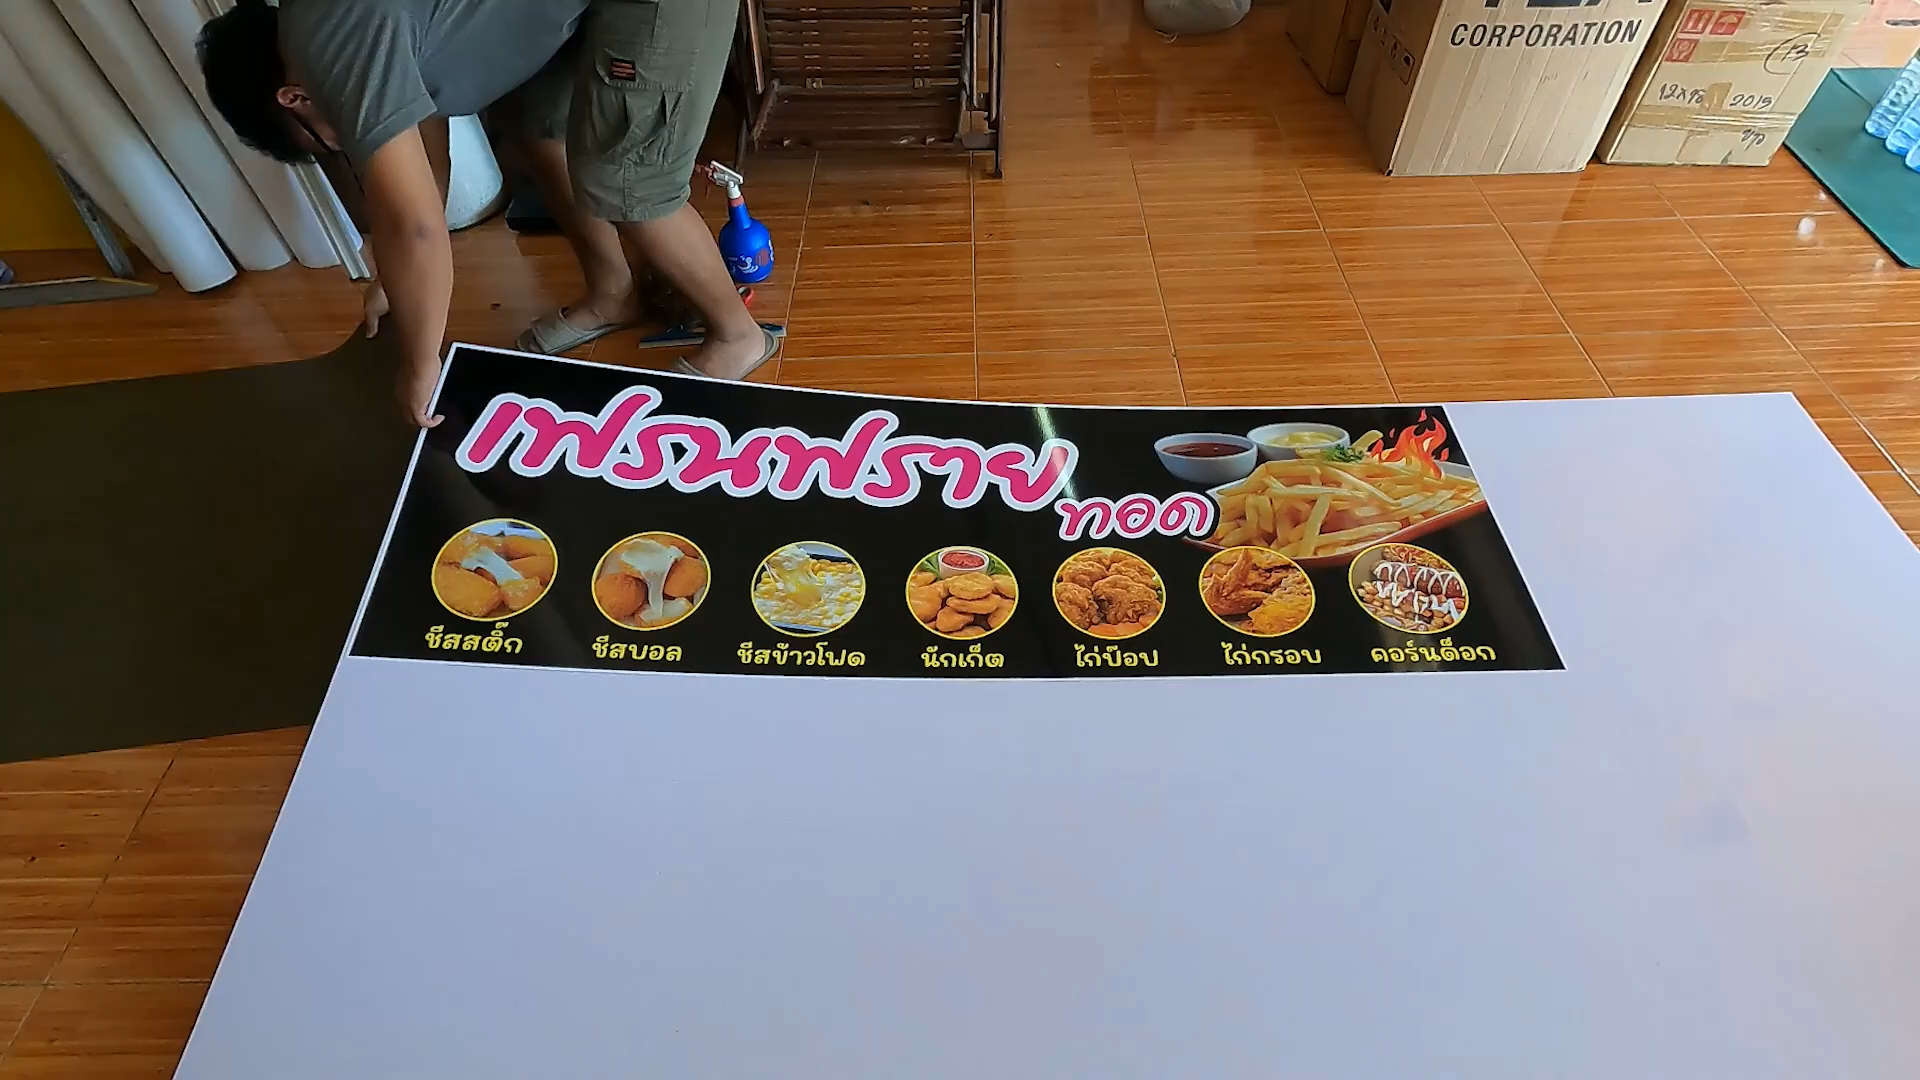 CORPORATION
13
2015
เฟรนฟราย
ทอด
ชีสสติ๊ก
ชีสบอล
ชีสข้าวโพด
นักเก็ต
ไก่ป๊อป
ไก่กรอบ
คอร์นด็อก